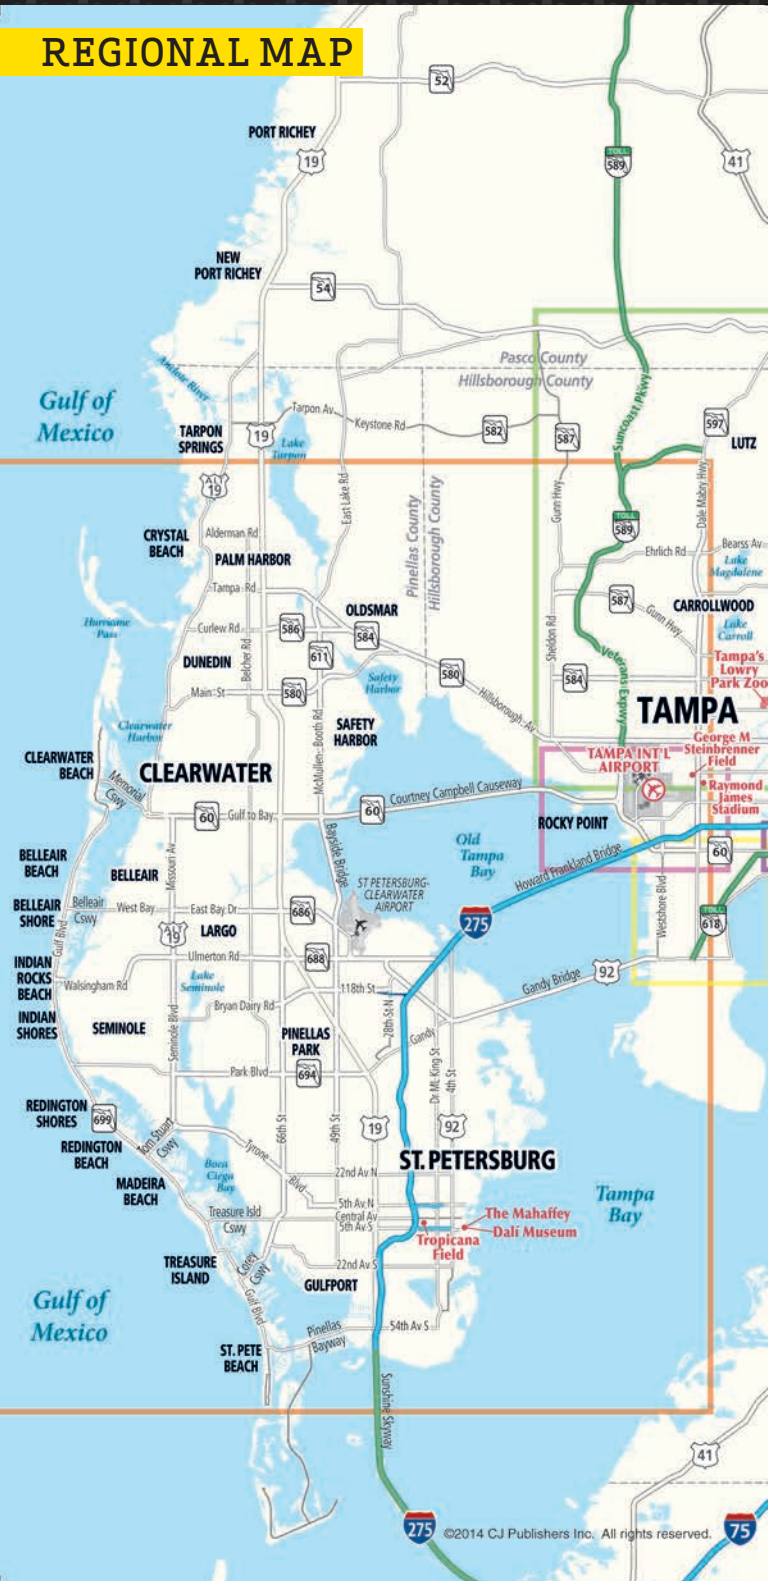 REGIONAL MAP
52
PORT RICHEY
19
TOLL
589
41
NEW
PORT RICHEY
54
Pasco County
Hillsborough County
Anclote River
Gulf of
Mexico
Suncoast Pkwy
Tarpon Av
Keystone Rd
582
587
597
LUTZ
TARPON
SPRINGS
19
Lake
Tarpon
ALT
19
East Lake Rd
Pinellas County
Hillsborough County
Gunn Hwy
Dale Mabry Hwy
TOLL
589
CRYSTAL
BEACH
Alderman Rd
PALM HARBOR
Ehrlich Rd
Bearss Av
Lake
Magdalene
Tampa Rd
587
Gunn Hwy
CARROLLWOOD
Lake
Carroll
OLDSMAR
Hurricane
Pass
Curlew Rd
586
584
611
Belcher Rd
DUNEDIN
Sheldon Rd
Veterans Expwy
Tampa's
Lowry
Park Zoo
580
584
Safety
Harbor
Main St
580
Hillsborough Av
TAMPA
Clearwater
Harbor
McMullen-Booth Rd
SAFETY
HARBOR
George M
Steinbrenner
Field
TAMPA INT'L
AIRPORT
CLEARWATER
BEACH
CLEARWATER
Memorial
Cswy
Raymond
James
Stadium
60
Gulf to Bay
60
Courtney Campbell Causeway
ROCKY POINT
Bayside Bridge
Old
Tampa
Bay
Howard Frankland Bridge
60
BELLEAIR
BEACH
BELLEAIR
Missouri Av
ST PETERSBURG-
CLEARWATER
AIRPORT
Westshore Blvd
BELLEAIR
SHORE
Belleair
Cswy
West Bay
East Bay Dr
686
275
TOLL
618
Gulf Blvd
ALT
19
LARGO
Ulmerton Rd
688
INDIAN
ROCKS
BEACH
Walsingham Rd
Lake
Seminole
118th St
Gandy Bridge
92
INDIAN
SHORES
SEMINOLE
Seminole Blvd
Bryan Dairy Rd
28th St N
PINELLAS
PARK
Gandy
Park Blvd
694
Dr ML King St
4th St
REDINGTON
SHORES
699
Tom Stuart
Cswy
66th St
49th St
19
92
REDINGTON
BEACH
Tyrone
Blvd
ST. PETERSBURG
MADEIRA
BEACH
Boca
Ciega
Bay
22nd Av N
Tampa
Bay
5th Av N
Central Av
5th Av S
Treasure Isld
Cswy
The Mahaffey
Dalí Museum
Tropicana
Field
TREASURE
ISLAND
Corey
Cswy
22nd Av S
GULFPORT
Gulf of
Mexico
Gulf Blvd
Pinellas
Bayway
54th Av S
ST. PETE
BEACH
Sunshine Skyway
41
275
©2014 CJ Publishers Inc. All rights reserved.
75